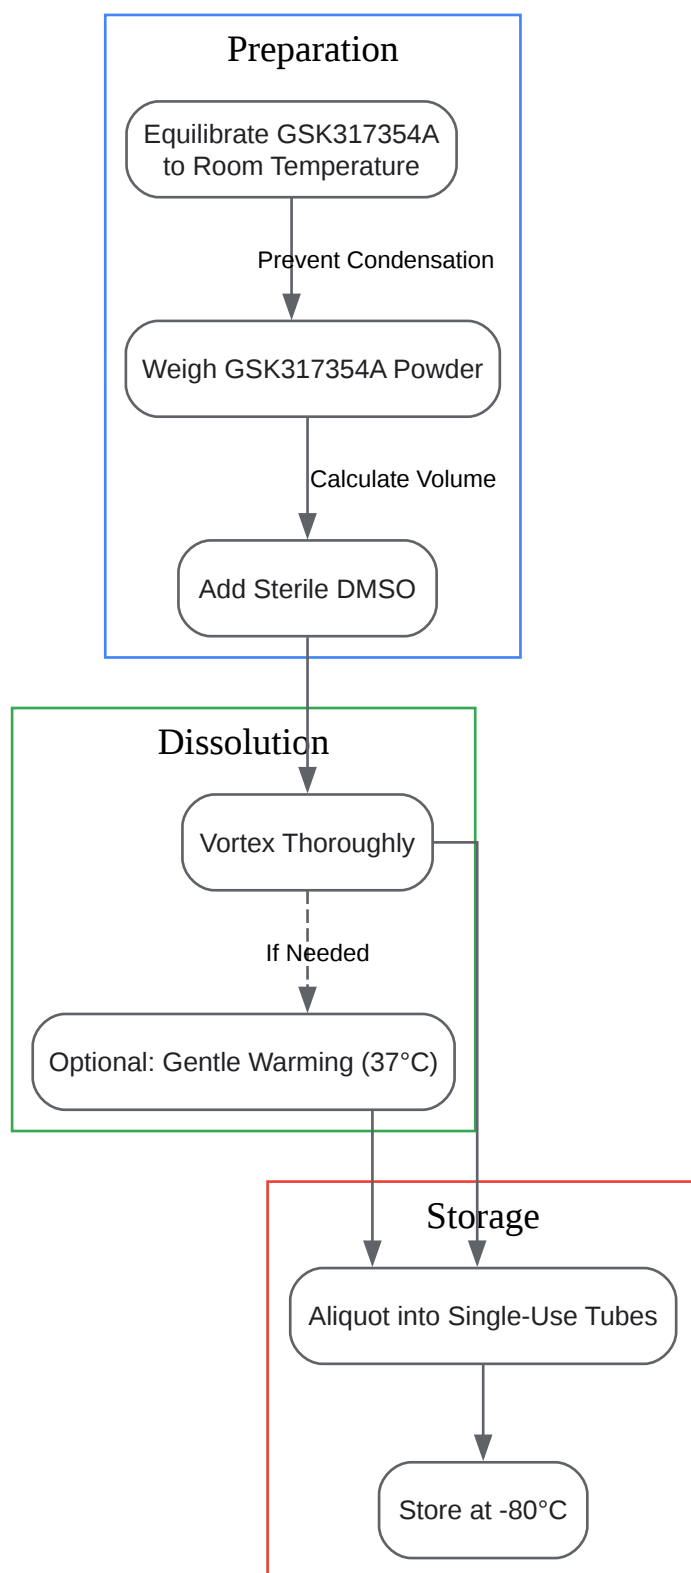 Preparation
Equilibrate GSK317354A
to Room Temperature
Prevent Condensation
Weigh GSK317354A Powder
Calculate Volume
Add Sterile DMSO
Dissolution
Vortex Thoroughly
If Needed
Optional: Gentle Warming (37°C)
Storage
Aliquot into Single-Use Tubes
Store at -80°C